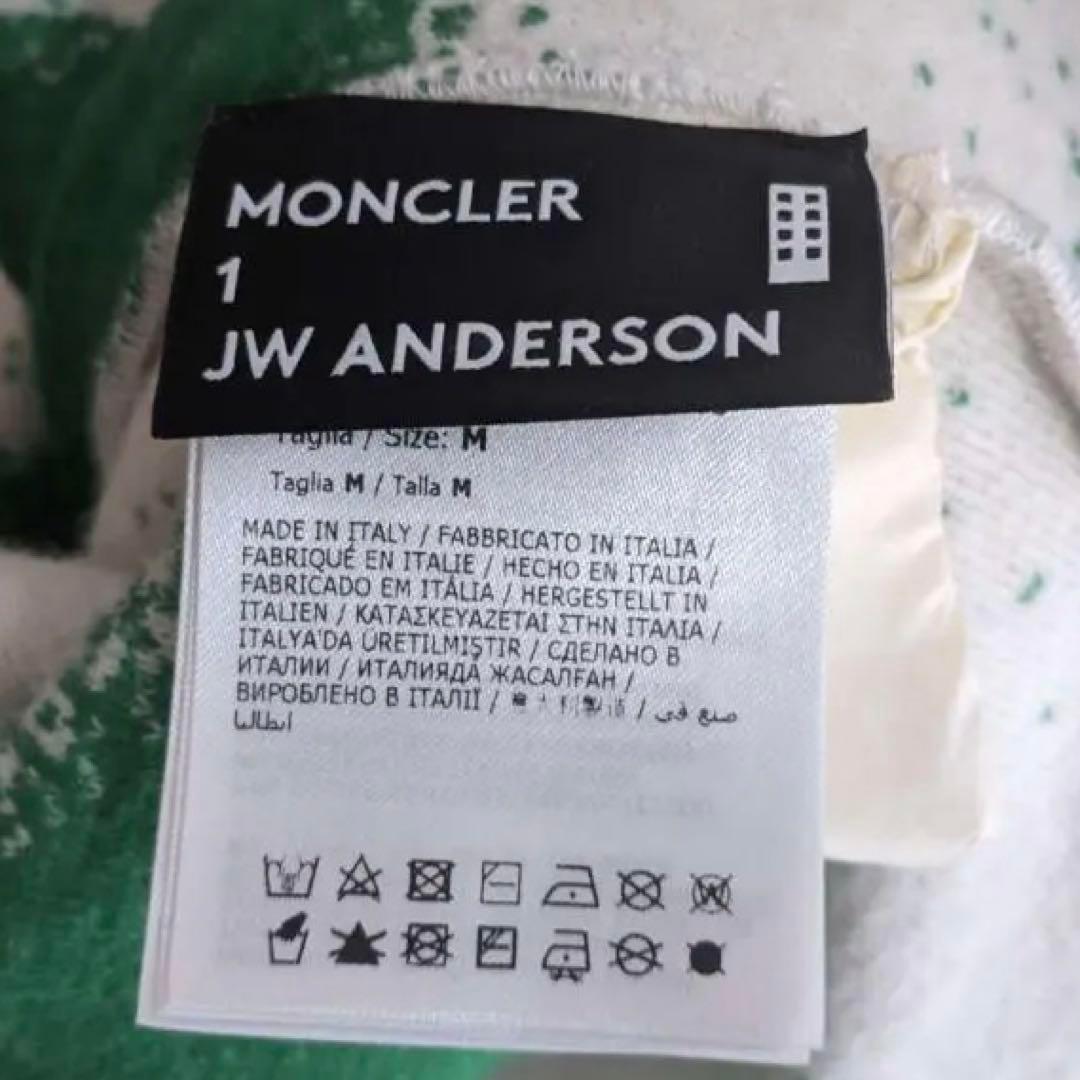 MONCLER
1
JW ANDERSON
Taglia / Size: M
Taglia M / Talla M
MADE IN ITALY / FABBRICATO IN ITALIA /
FABRIQUÉ EN ITALIE / HECHO EN ITALIA /
FABRICADO EM ITÁLIA / HERGESTELLT IN
ITALIEN / ΚΑΤΑΣΚΕΥΑΖΕΤΑΙ ΣΤΗΝ ΙΤΑΛΙΑ /
ITALYA'DA ÜRETILMIŞTIR / СДЕЛАНО В
ИТАЛИИ / ИТАЛИЯДА ЖАСАЛҒАН /
ВИРОБЛЕНО В ІТАЛІЇ / / صنع في
ايطاليا